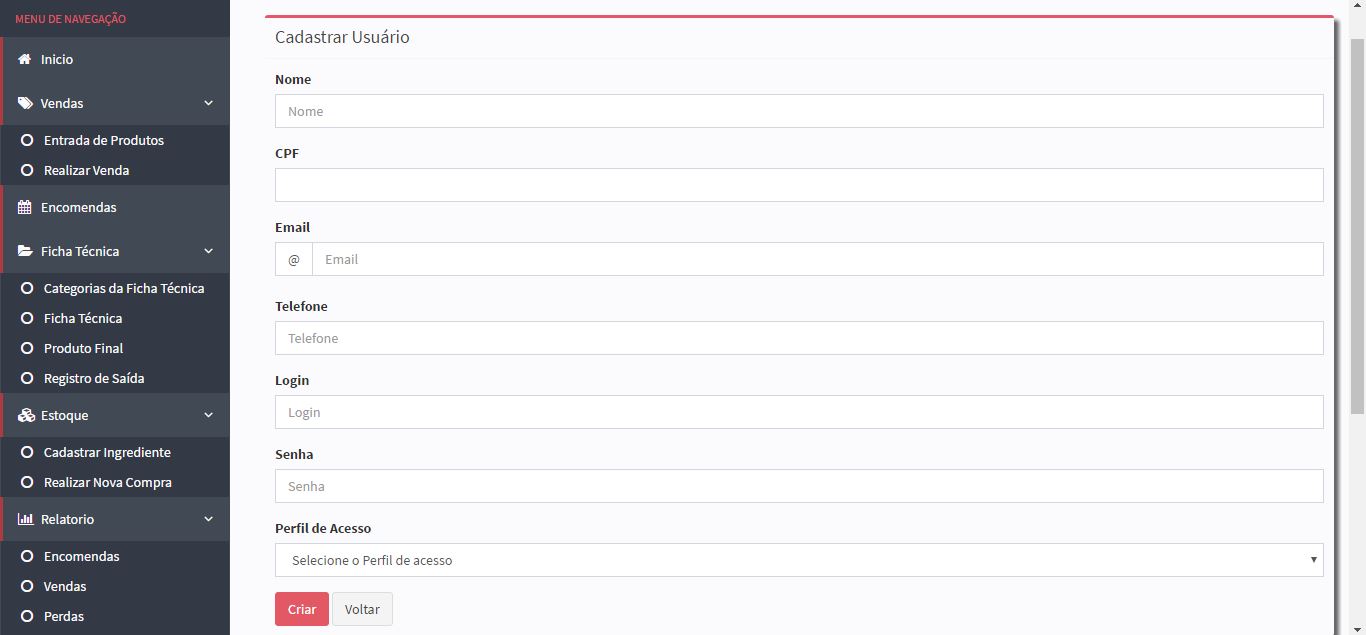 MENU DE NAVEGAÇÃO
Inicio
Vendas
Entrada de Produtos
Realizar Venda
Encomendas
Ficha Técnica
Categorias da Ficha Técnica
Ficha Técnica
Produto Final
Registro de Saída
Estoque
Cadastrar Ingrediente
Realizar Nova Compra
Relatorio
Encomendas
Vendas
Perdas
Cadastrar Usuário
Nome
Nome
CPF
Email
@ Email
Telefone
Telefone
Login
Login
Senha
Senha
Perfil de Acesso
Selecione o Perfil de acesso
Criar Voltar